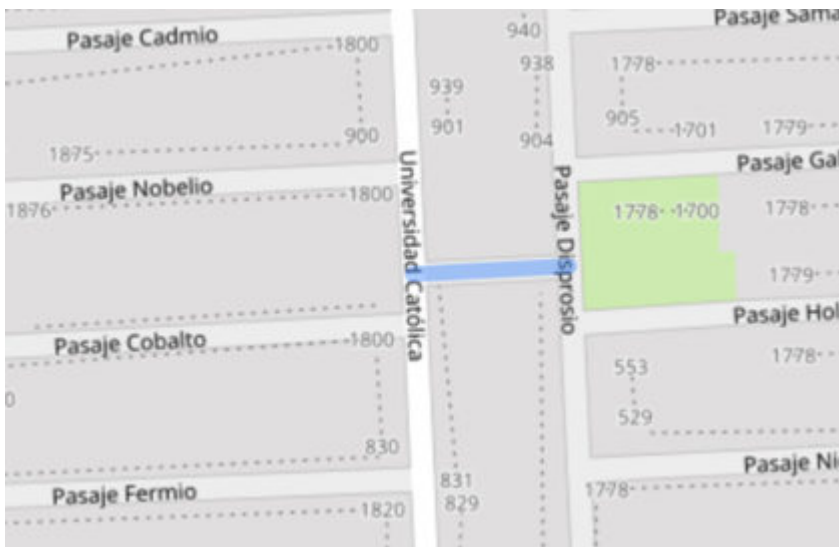 Pasaje Cadmio
1800
940
Pasaje Sama
938
1778
939
901
900
904
905
1701
1779
1875
Pasaje Nobelio
1800
1876
Universidad Católica
Pasaje Disprosio
Pasaje Gal
1778
1700
1778
1779
Pasaje Hol
Pasaje Cobalto
1800
1778
0
553
529
830
831
829
Pasaje Fermio
1820
Pasaje Ni
1778